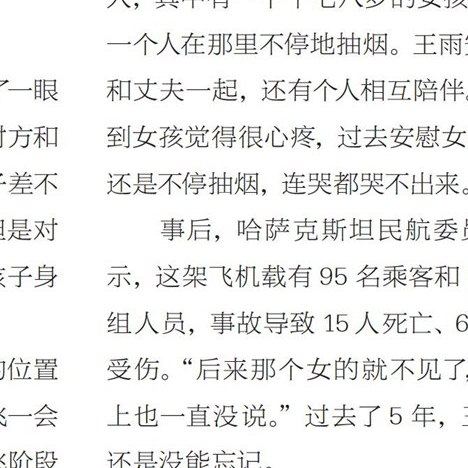 了一眼
对方和
子差不
但是对
孩子身
的位置
飞一会
飞阶段
人，其中有一个十七八岁的女孩
一个人在那里不停地抽烟。王雨
和丈夫一起，还有个人相互陪伴。
到女孩觉得很心疼，过去安慰女
还是不停抽烟，连哭都哭不出来。
事后，哈萨克斯坦民航委员
示，这架飞机载有 95 名乘客和
组人员，事故导致 15 人死亡、6
受伤。“后来那个女的就不见了，
上也一直没说。”过去了 5 年，王
还是没能忘记。